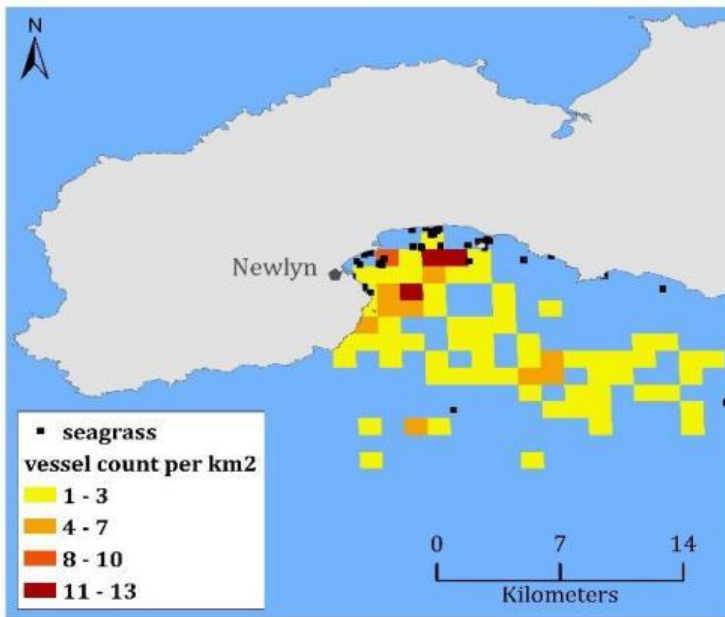 N
Newlyn
seagrass
vessel count per km2
1 - 3
4 - 7
8 - 10
11 - 13
0 7 14
Kilometers